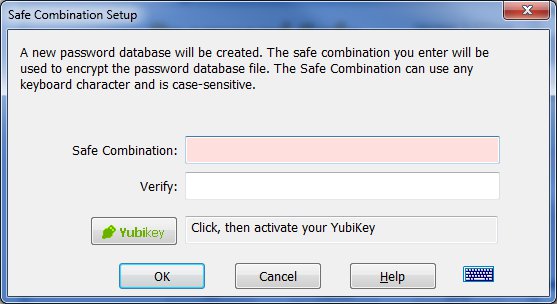 Safe Combination Setup
A new password database will be created. The safe combination you enter will be
used to encrypt the password database file. The Safe Combination can use any
keyboard character and is case-sensitive.
Safe Combination:
Verify:
Yubikey Click, then activate your YubiKey
OK Cancel Help